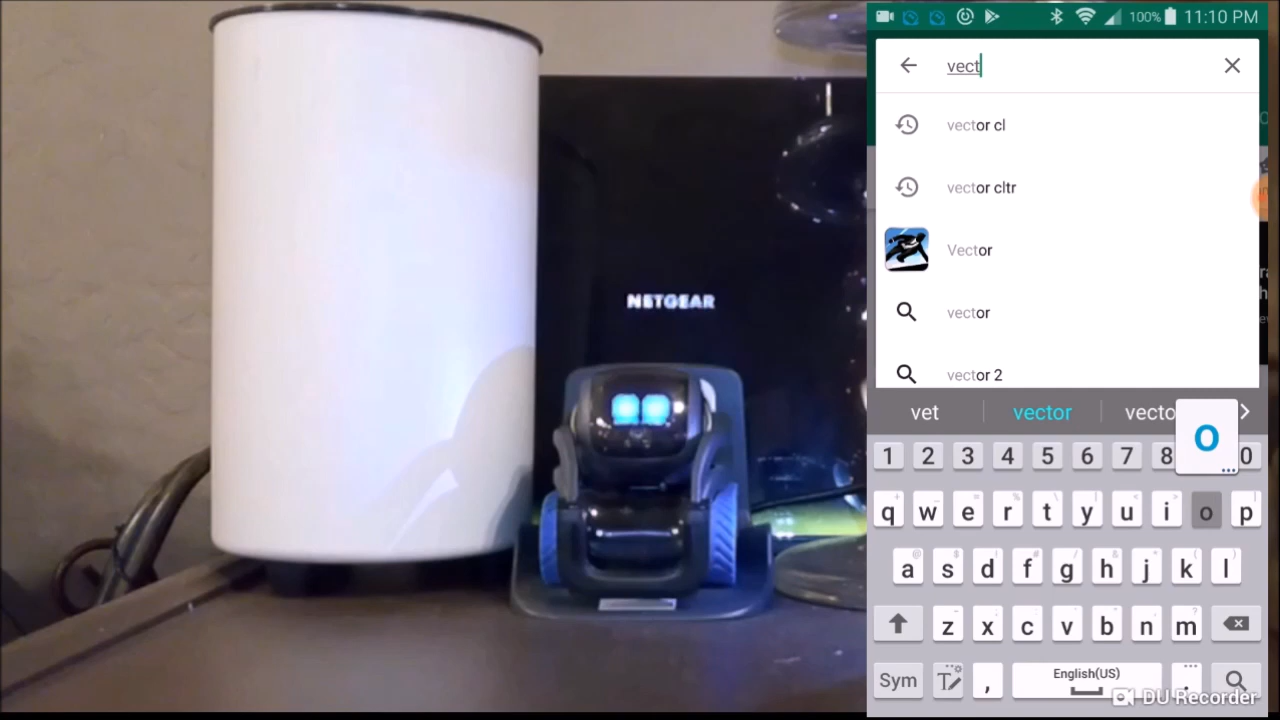 NETGEAR
100% 11:10 PM
vect
vector cl
vector cltr
Vector
vector
vector 2
vet vector vecto
O
1 2 3 4 5 6 7 8 0
q w e r t y u i o p
a s d f g h j k l
z x c v b n m
Sym , English(US) .
DU Recorder